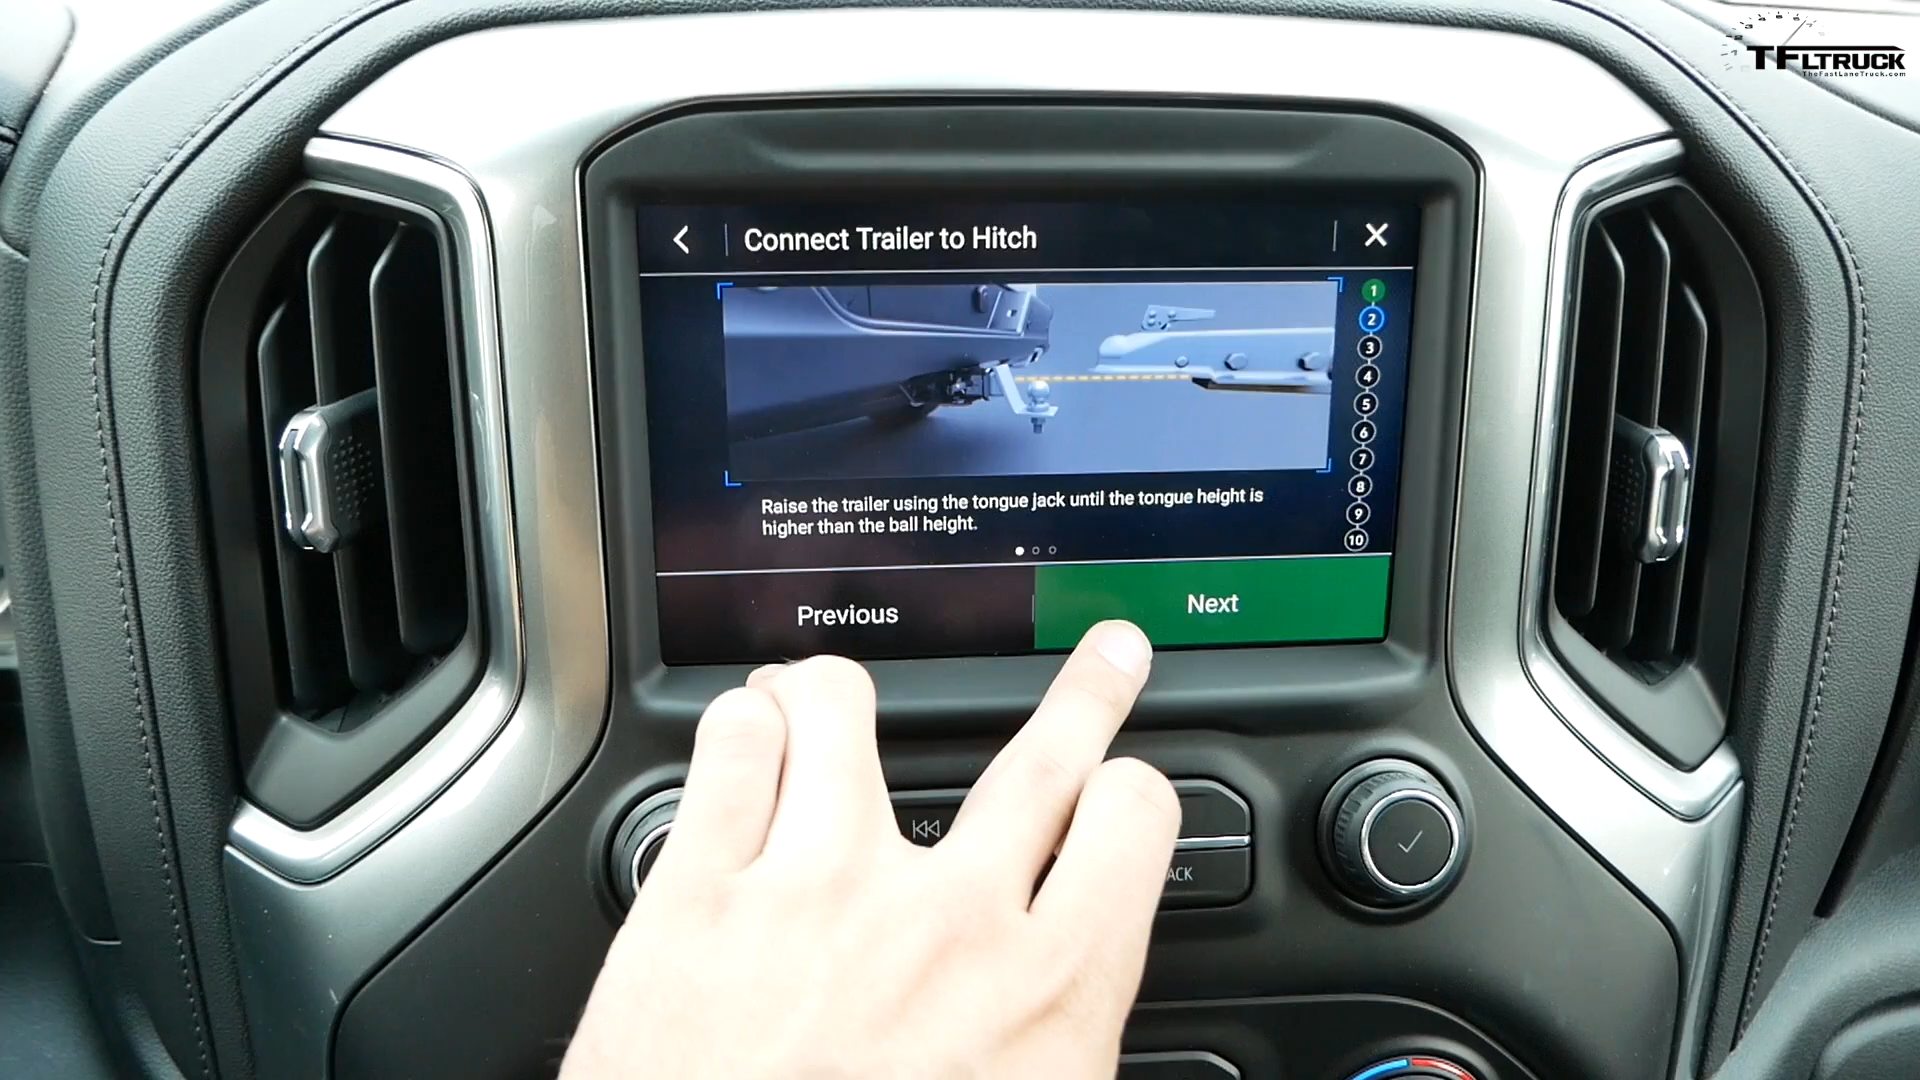 TFLTRUCK
TheFastLaneTruck.com
Connect Trailer to Hitch
1
2
3
4
5
6
7
8
9
10
Raise the trailer using the tongue jack until the tongue height is
higher than the ball height.
Previous
Next
ACK